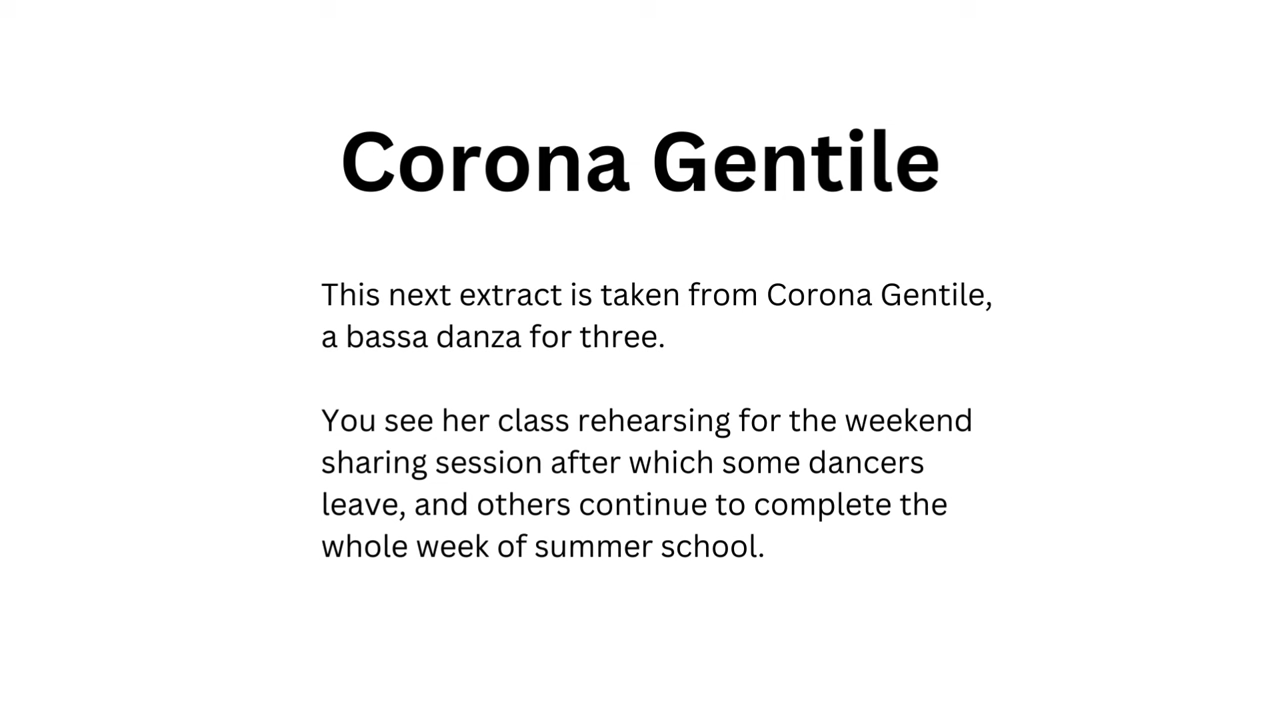 Corona Gentile
This next extract is taken from Corona Gentile,
a bassa danza for three.
You see her class rehearsing for the weekend
sharing session after which some dancers
leave, and others continue to complete the
whole week of summer school.